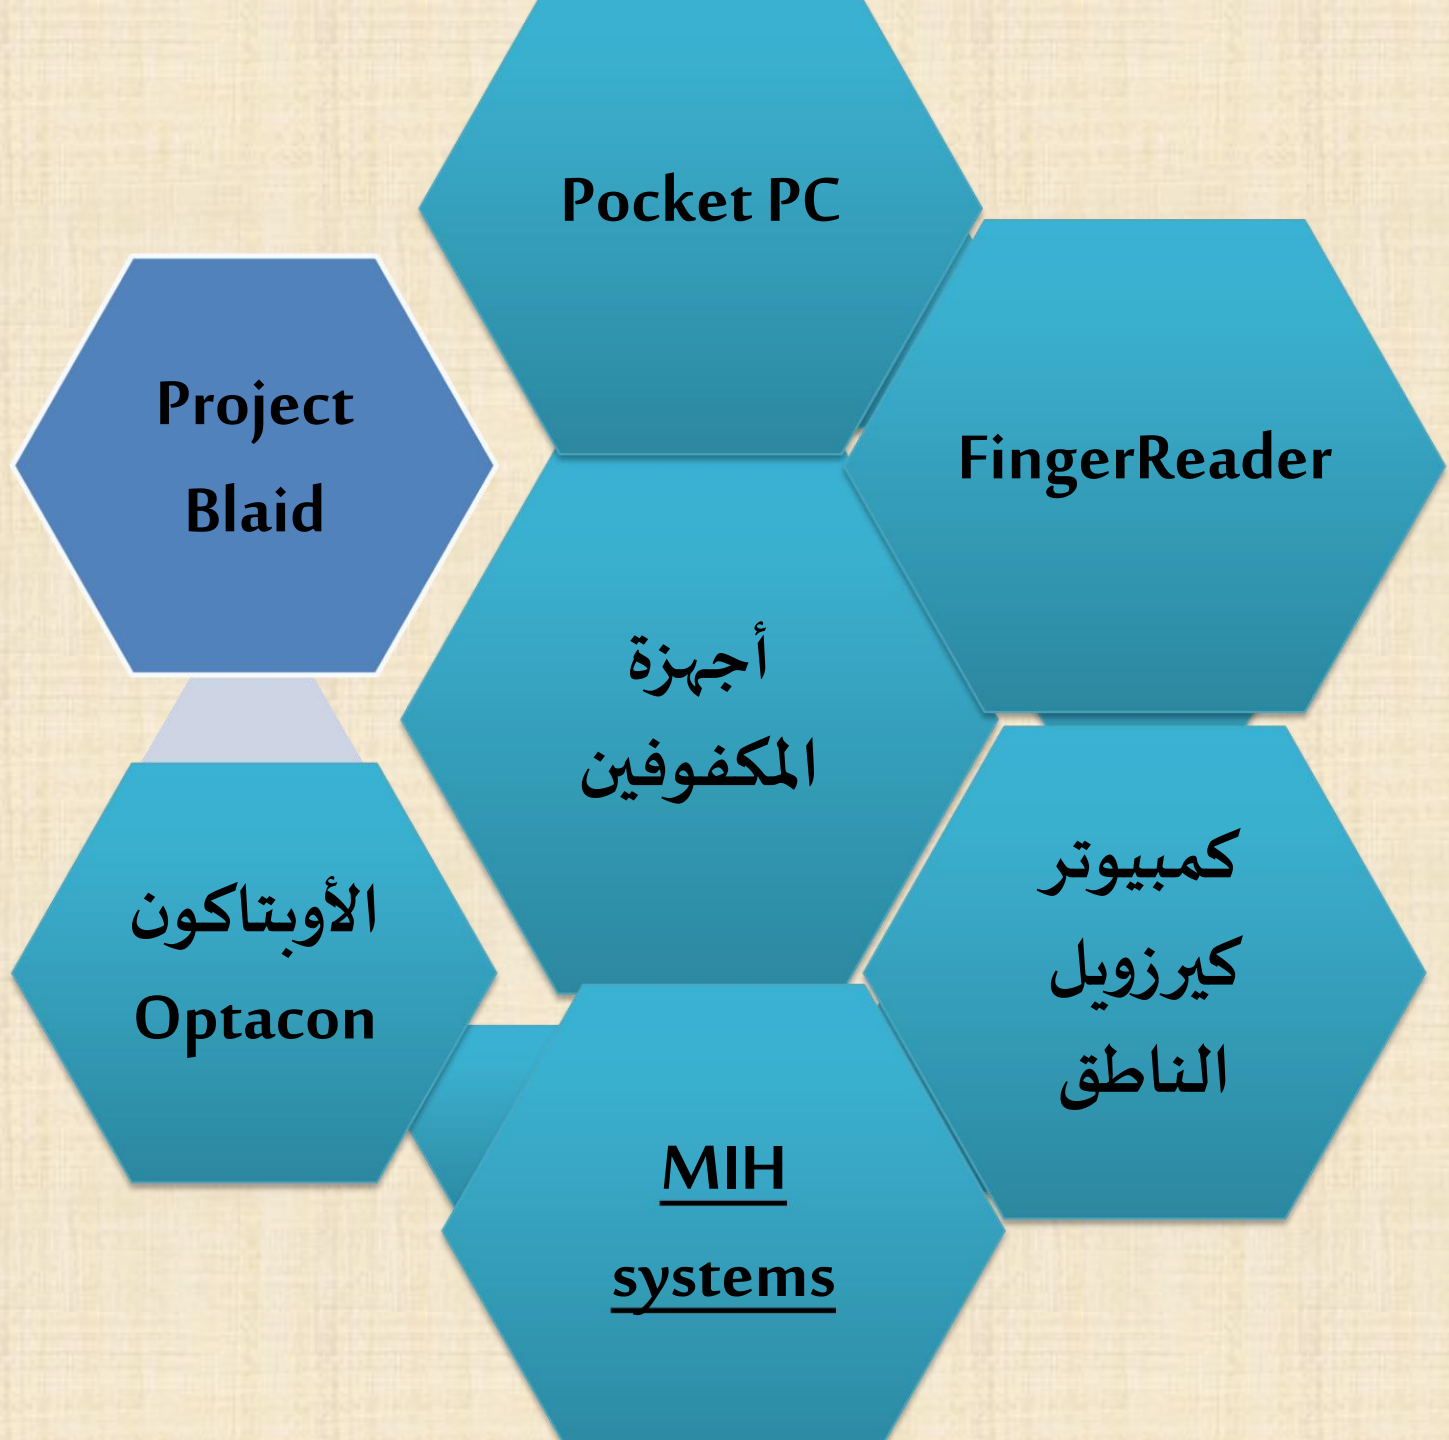 Pocket PC
Project
Blaid
FingerReader
أجهزة
المكفوفين
الأوبتاكون
Optacon
كمبيوتر
كيرزويل
الناطق
MIH
systems